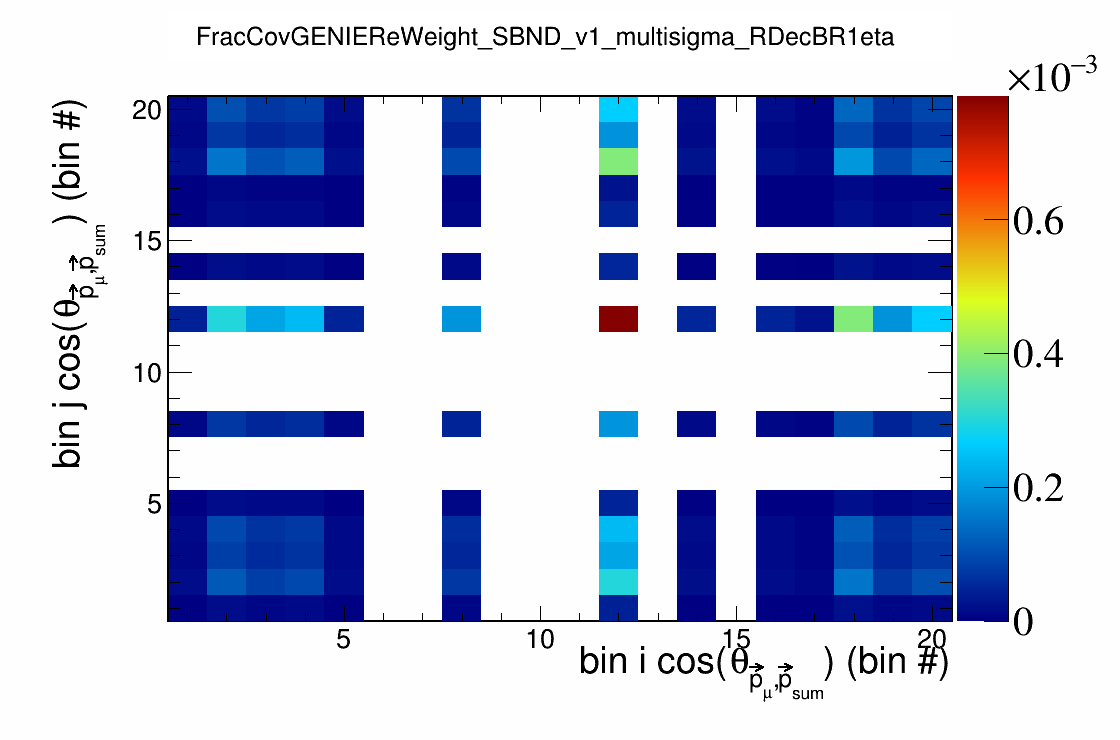 FracCovGENIEReWeight_SBND_v1_multisigma_RDecBR1eta
×10⁻³
bin j cos(θ_{p⃗_μ,p⃗_sum}) (bin #)
20
15
10
5
0.6
0.4
0.2
0
5 10 15 20
bin i cos(θ_{p⃗_μ,p⃗_sum}) (bin #)